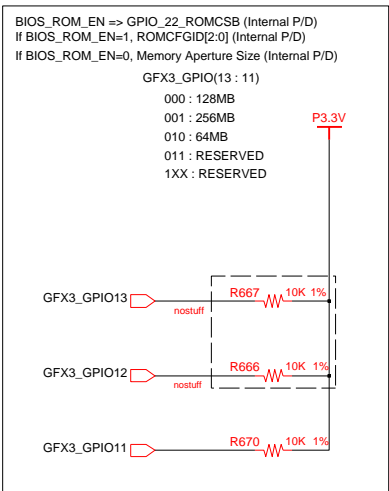 BIOS_ROM_EN => GPIO_22_ROMCSB (Internal P/D)
If BIOS_ROM_EN=1, ROMCFGID[2:0] (Internal P/D)
If BIOS_ROM_EN=0, Memory Aperture Size (Internal P/D)
GFX3_GPIO(13 : 11)
000 : 128MB
001 : 256MB
010 : 64MB
011 : RESERVED
1XX : RESERVED
P3.3V
GFX3_GPIO13 R667 10K 1%
nostuff
GFX3_GPIO12 R666 10K 1%
nostuff
GFX3_GPIO11 R670 10K 1%